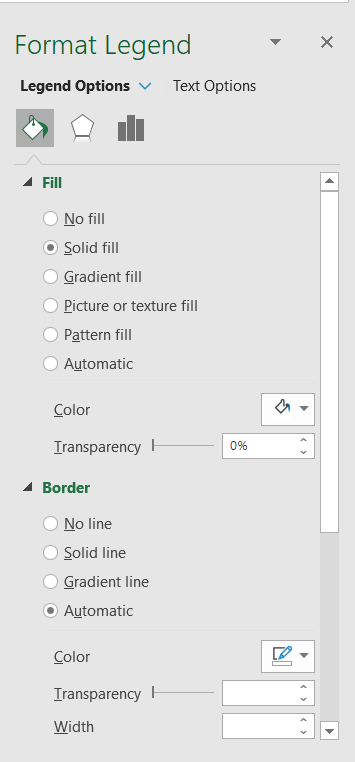 Format Legend
Legend Options Text Options
Fill
No fill
Solid fill
Gradient fill
Picture or texture fill
Pattern fill
Automatic
Color
Transparency 0%
Border
No line
Solid line
Gradient line
Automatic
Color
Transparency
Width